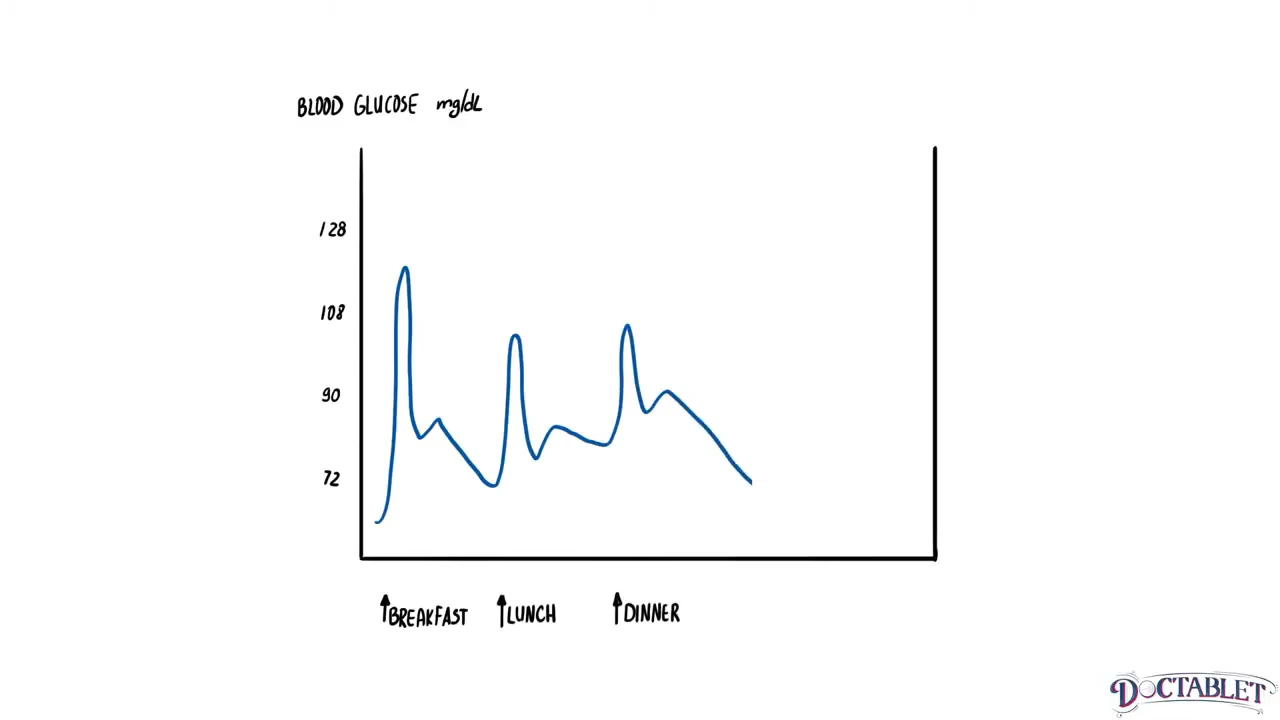 BLOOD GLUCOSE mg/dL
128
108
90
72
BREAKFAST LUNCH DINNER
DOCTABLET